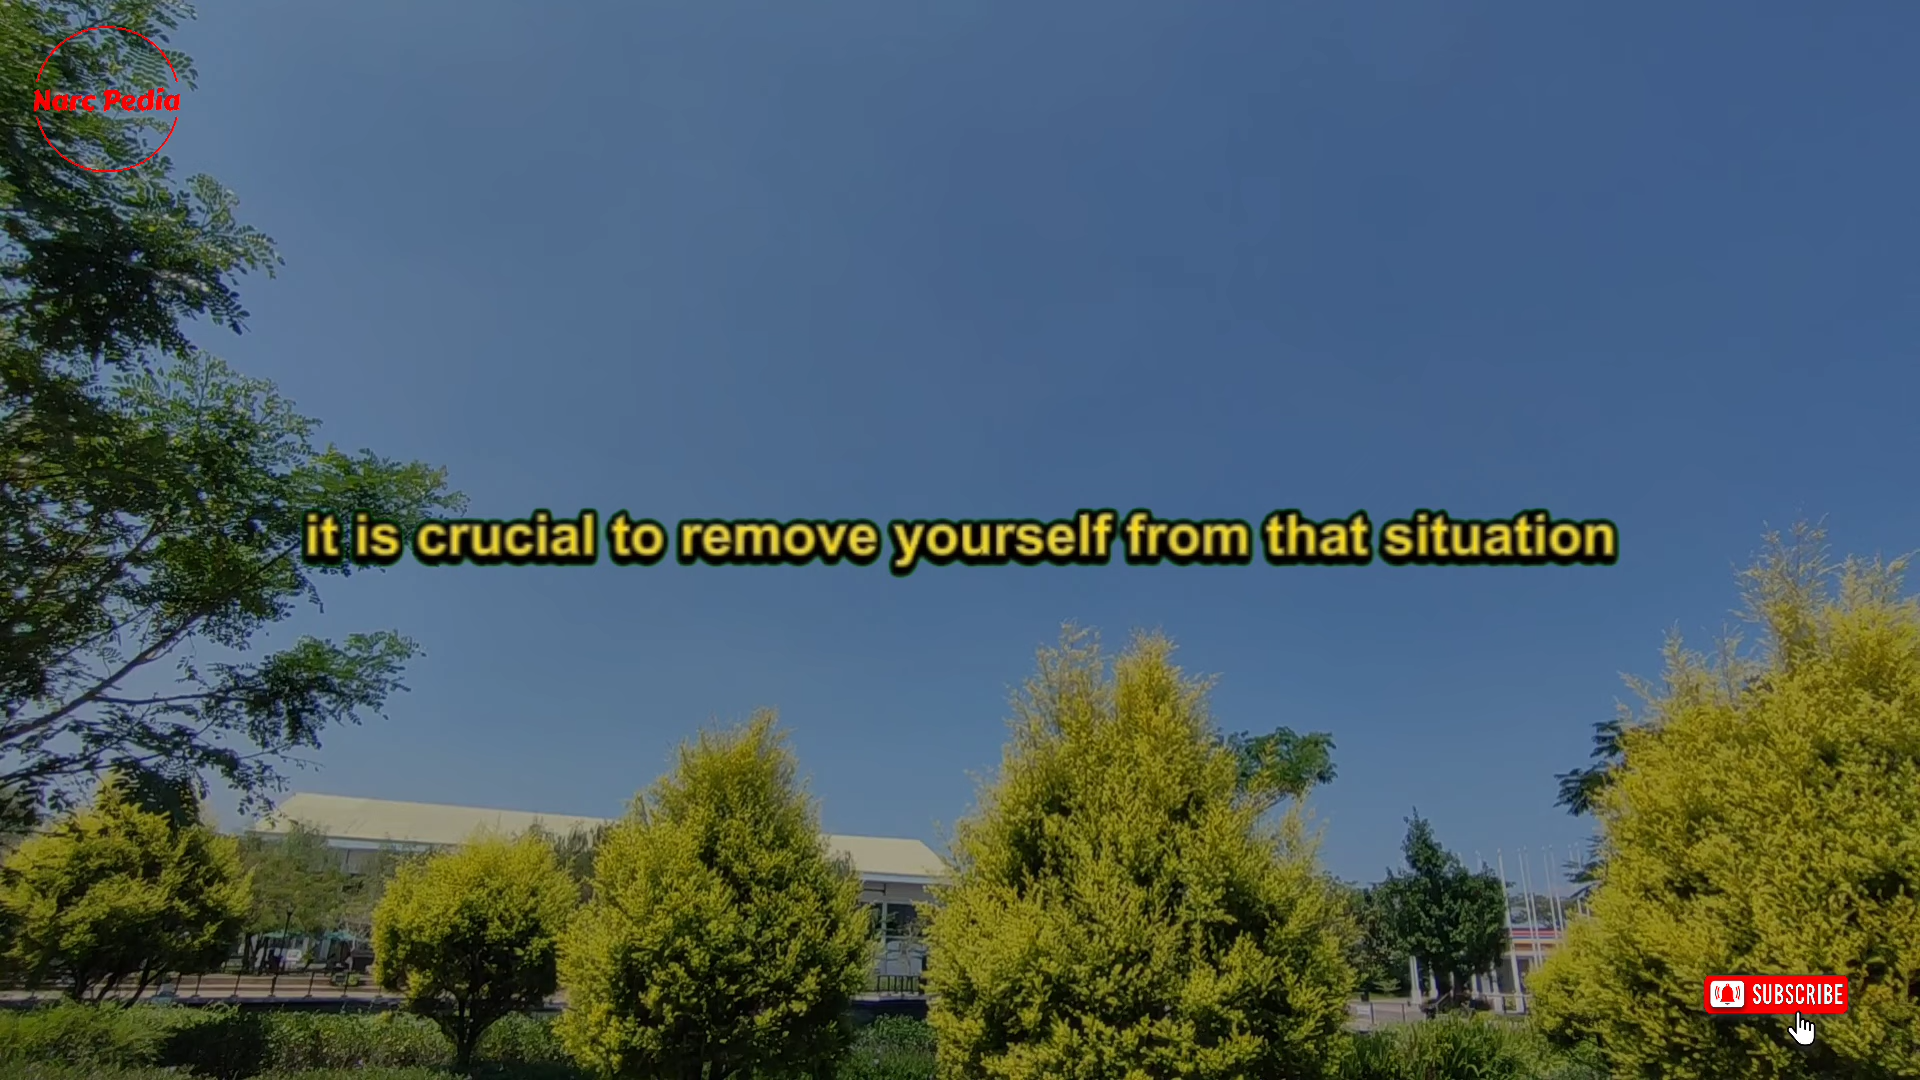 Narc Pedia
it is crucial to remove yourself from that situation
SUBSCRIBE